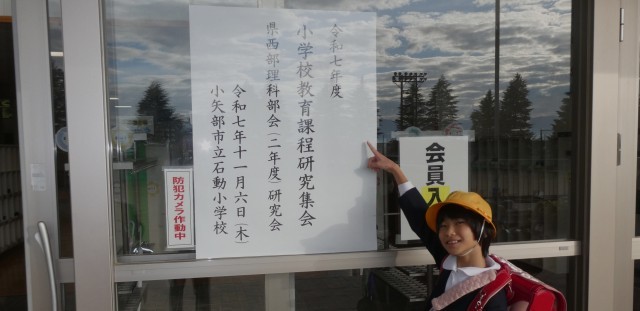 令和七年度
小学校教育課程研究集会
県西部理科部会(二年度)研究会
令和七年十一月六日(木)
小矢部市立石動小学校
会員入
防犯カメラ作動中